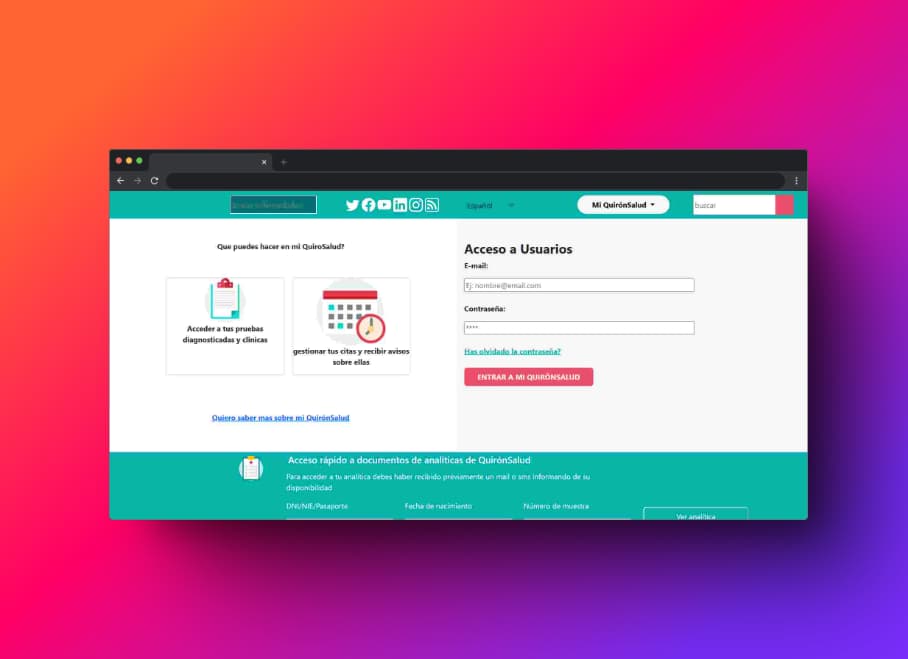 Español
Mi QuirónSalud
buscar
Que puedes hacer en mi QuiroSalud?
Acceder a tus pruebas
diagnosticadas y clinicas
gestionar tus citas y recibir avisos
sobre ellas
Quiero saber mas sobre mi QuirónSalud
Acceso a Usuarios
E-mail:
Ej: nombre@email.com
Contraseña:
****
Has olvidado la contraseña?
ENTRAR A MI QUIRÓNSALUD
Acceso rápido a documentos de analíticas de QuirónSalud
Para acceder a tu analítica debes haber recibido previamente un mail o sms informando de su
disponibilidad
DNI/NIE/Pasaporte
Fecha de nacimiento
Número de muestra
Ver analítica